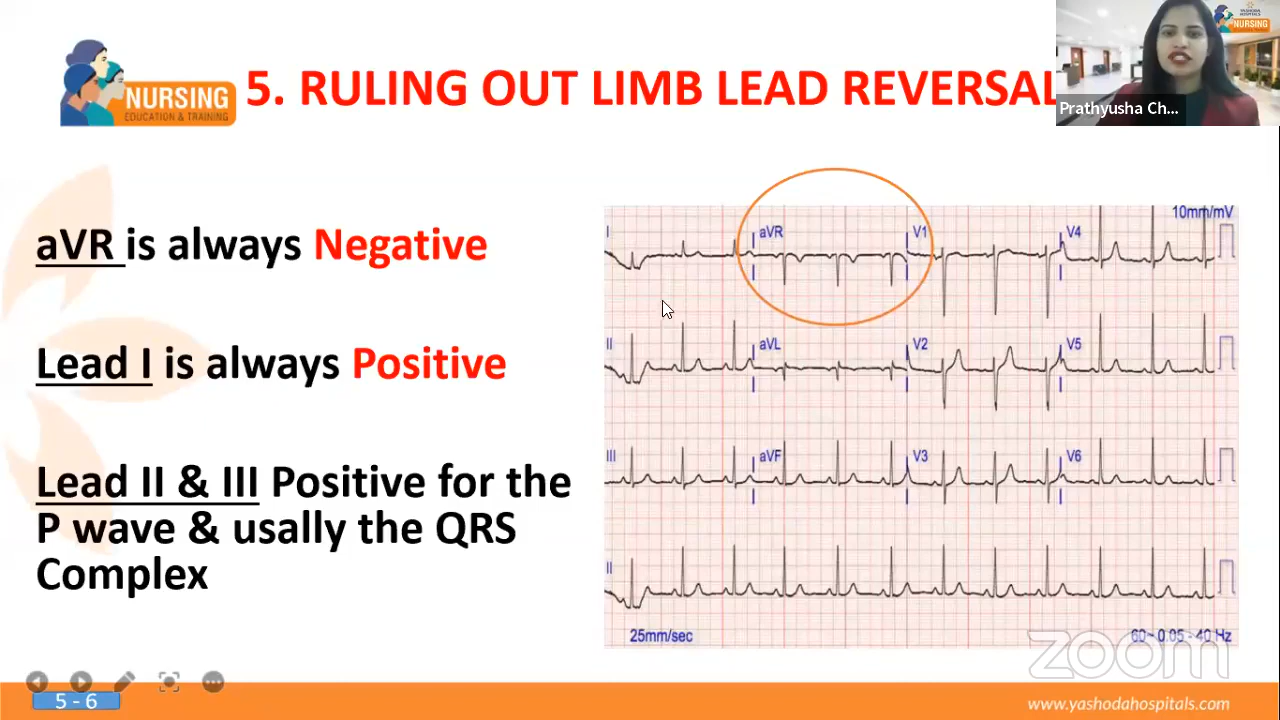 NURSING
EDUCATION & TRAINING
5. RULING OUT LIMB LEAD REVERSAL
YASHODA
HOSPITALS
NURSING
Prathyusha Ch...
aVR is always Negative
Lead I is always Positive
Lead II & III Positive for the
P wave & usally the QRS
Complex
10mm/mV
I aVR V1 V4
II aVL V2 V5
III aVF V3 V6
II
25mm/sec 60~ 0.05 - 40 Hz
zoom
5 - 6
www.yashodahospitals.com